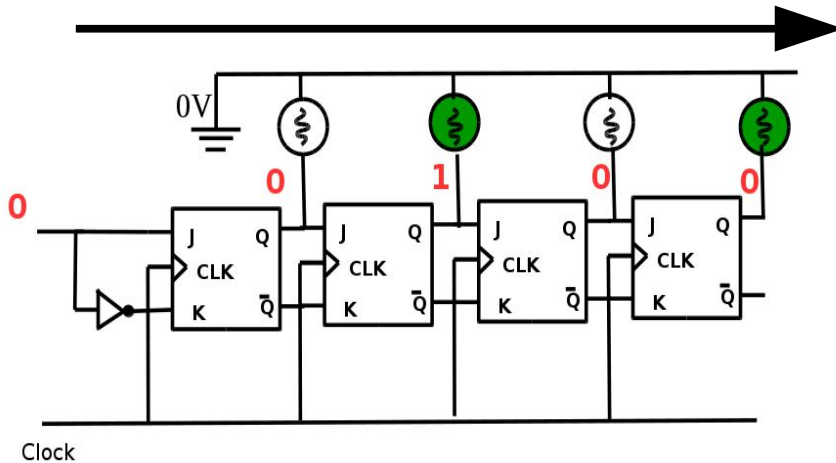 0V
0 1 0 0
0
J Q J Q J Q J Q
CLK CLK CLK CLK
K Q̄ K Q̄ K Q̄ K Q̄
Clock